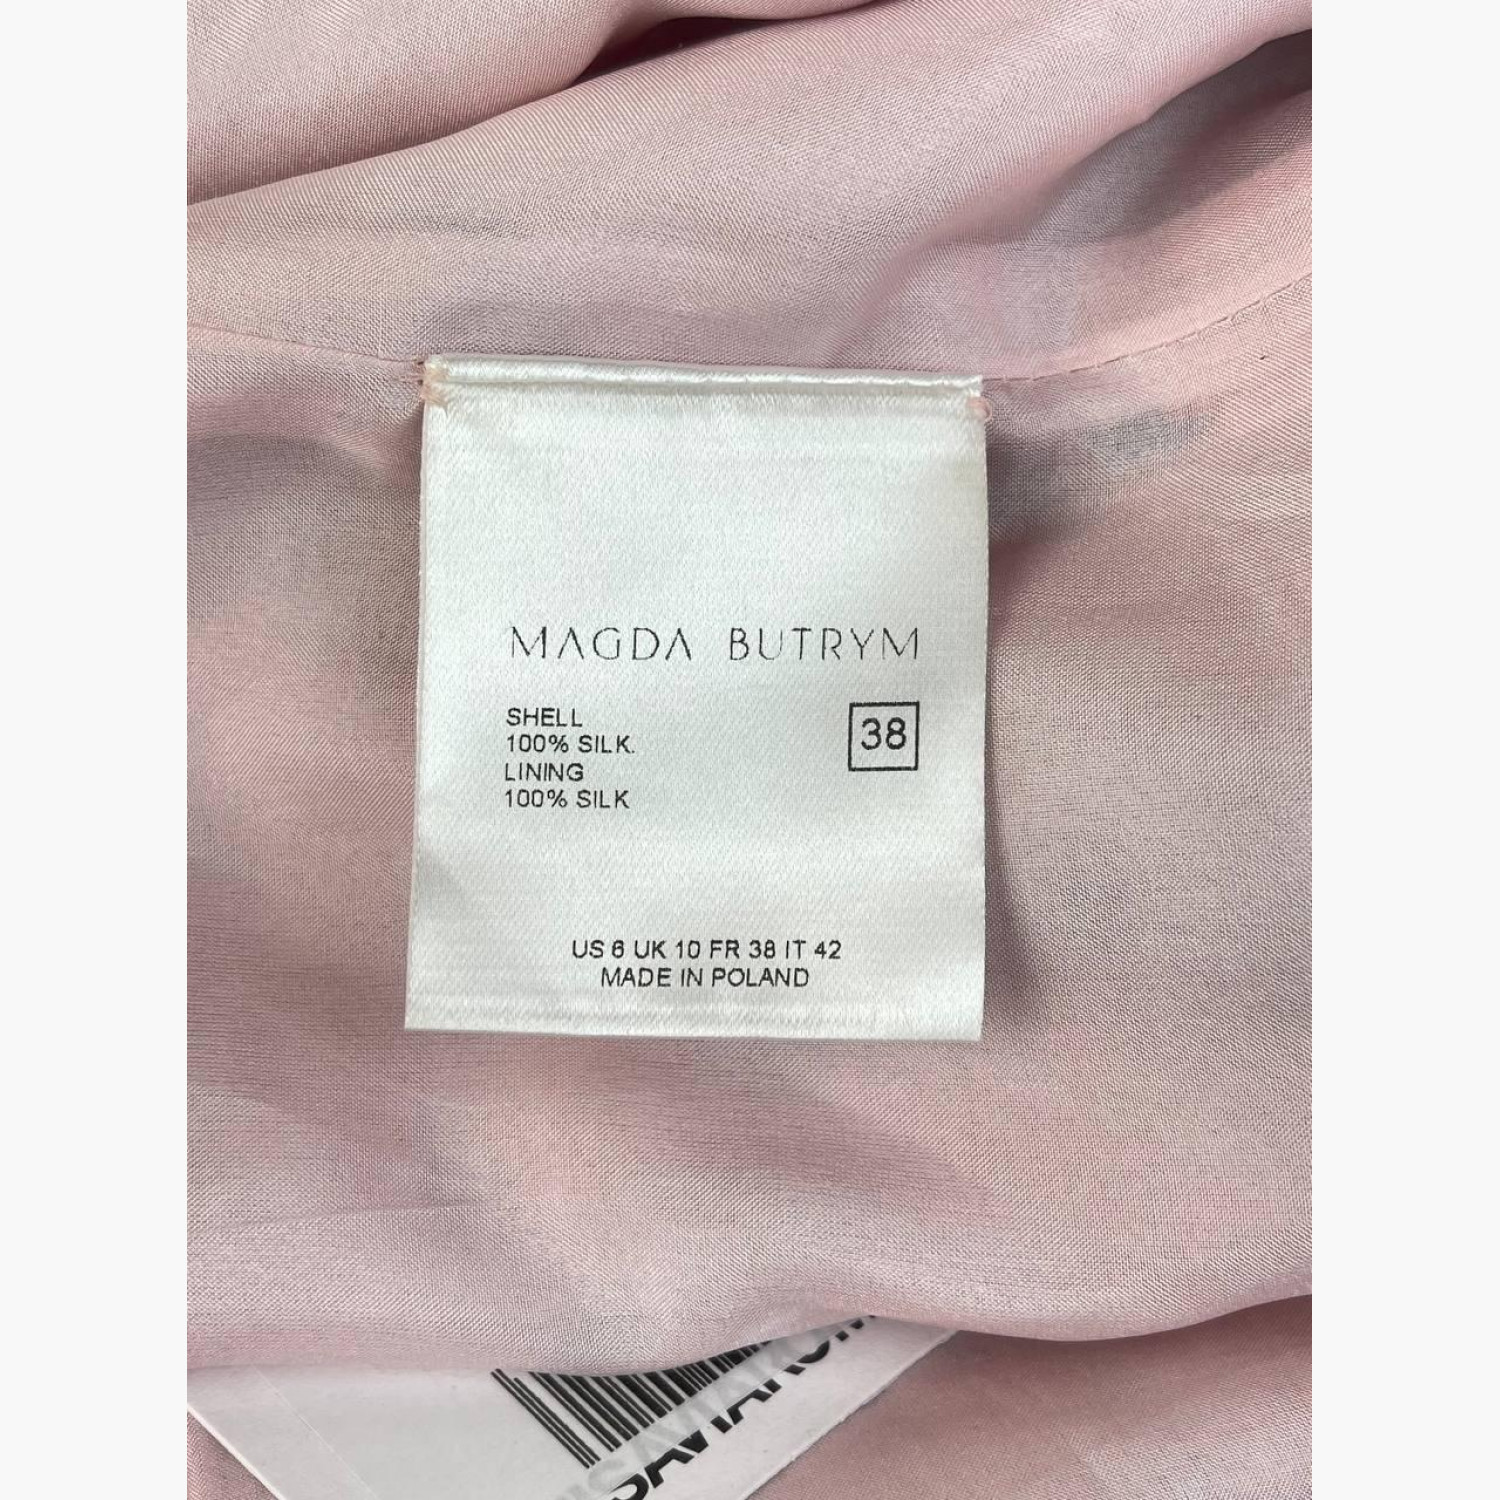 MAGDA BUTRYM
SHELL
100% SILK.
LINING
100% SILK
38
US 6 UK 10 FR 38 IT 42
MADE IN POLAND